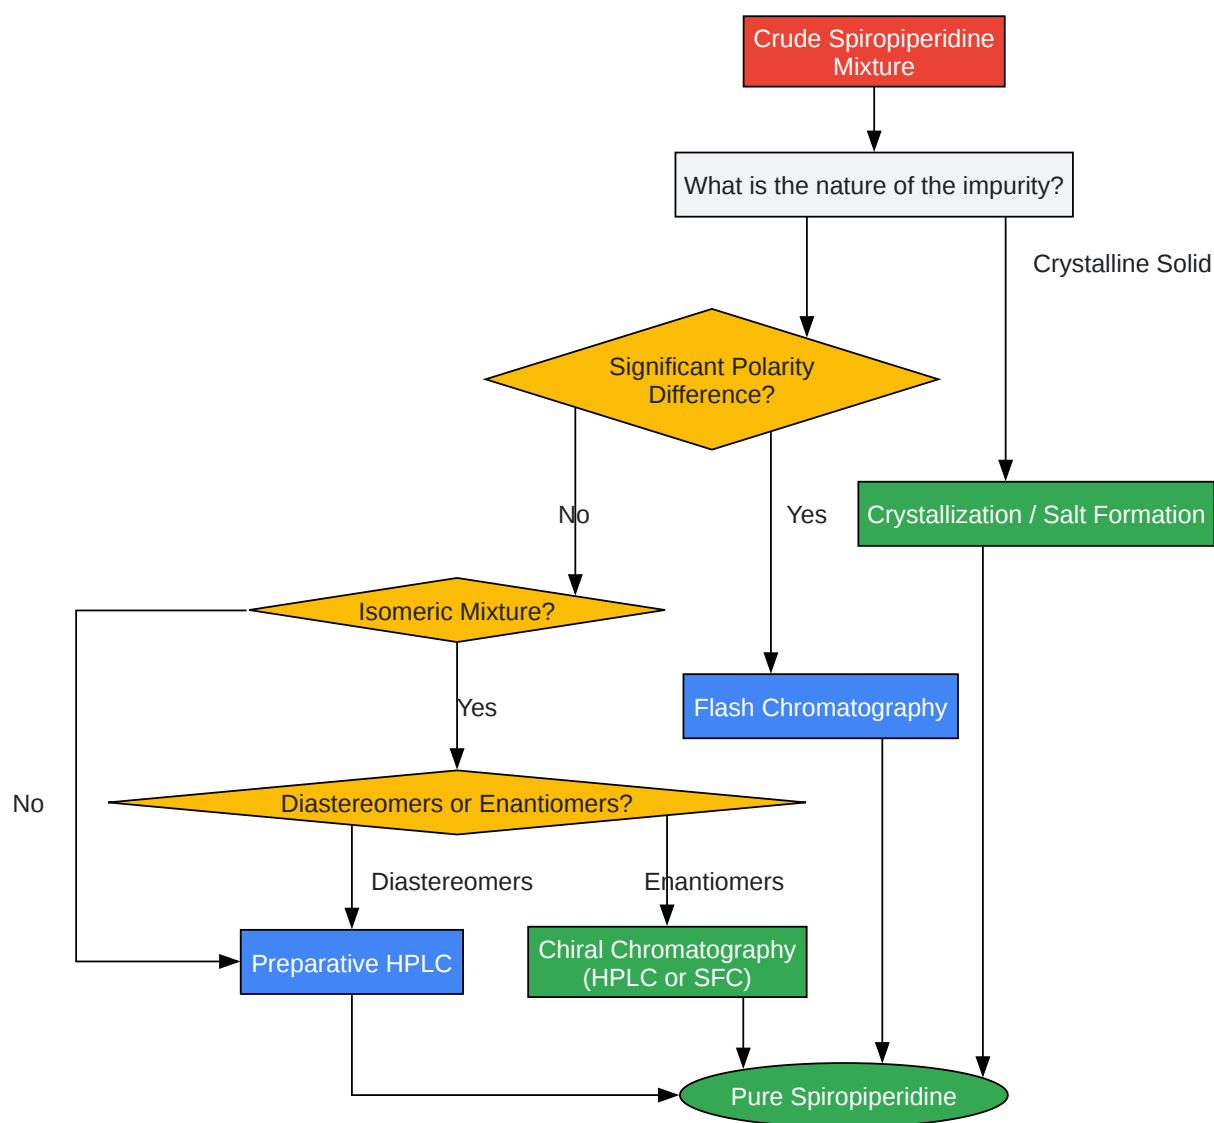 Crude Spiropiperidine
Mixture
What is the nature of the impurity?
Crystalline Solid
Significant Polarity
Difference?
No
Yes
Crystallization / Salt Formation
Isomeric Mixture?
Yes
Flash Chromatography
No
Diastereomers or Enantiomers?
Diastereomers
Enantiomers
Preparative HPLC
Chiral Chromatography
(HPLC or SFC)
Pure Spiropiperidine